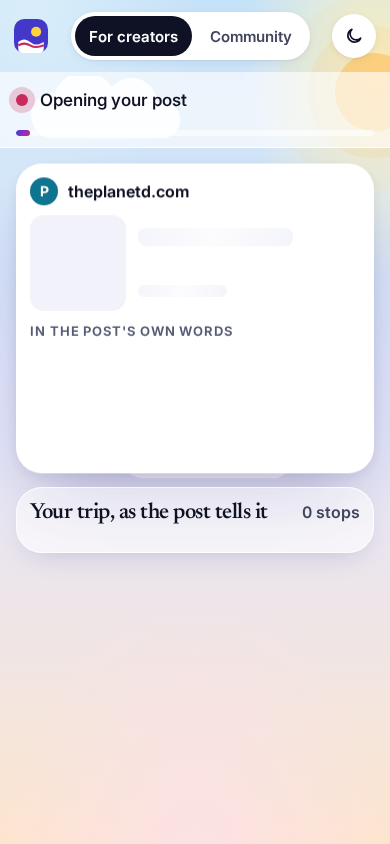 For creators
Community
Opening your post
P
theplanetd.com
IN THE POST'S OWN WORDS
Your trip, as the post tells it
0 stops